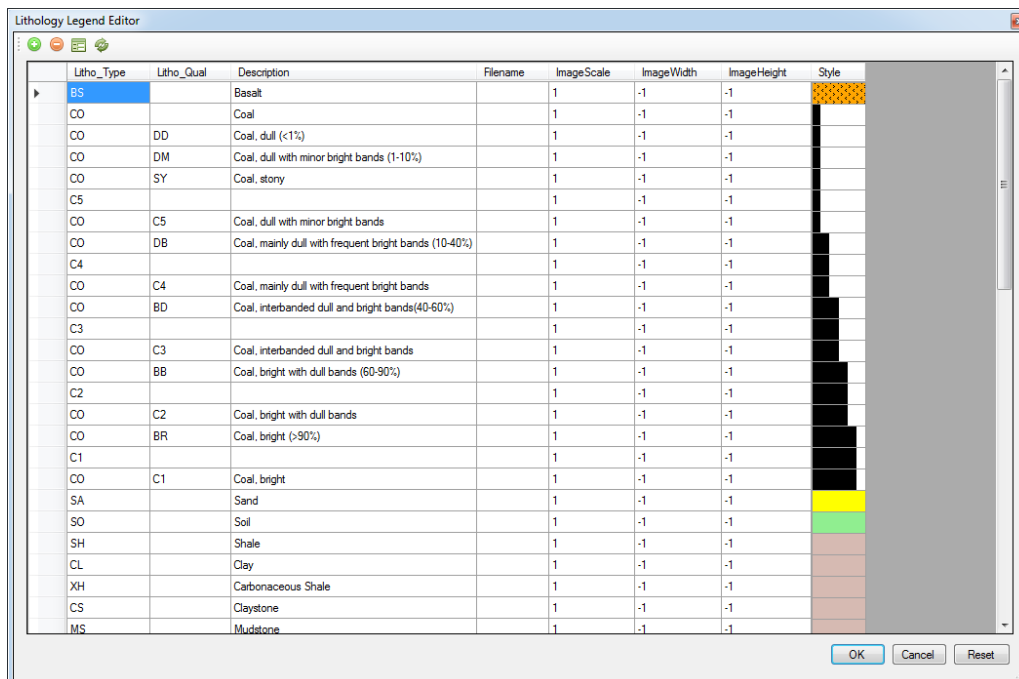 Lithology Legend Editor
Litho_Type Litho_Qual Description Filename ImageScale ImageWidth ImageHeight Style
BS Basalt 1 -1 -1
CO Coal 1 -1 -1
CO DD Coal, dull (<1%) 1 -1 -1
CO DM Coal, dull with minor bright bands (1-10%) 1 -1 -1
CO SY Coal, stony 1 -1 -1
C5 1 -1 -1
CO C5 Coal, dull with minor bright bands 1 -1 -1
CO DB Coal, mainly dull with frequent bright bands (10-40%) 1 -1 -1
C4 1 -1 -1
CO C4 Coal, mainly dull with frequent bright bands 1 -1 -1
CO BD Coal, interbanded dull and bright bands(40-60%) 1 -1 -1
C3 1 -1 -1
CO C3 Coal, interbanded dull and bright bands 1 -1 -1
CO BB Coal, bright with dull bands (60-90%) 1 -1 -1
C2 1 -1 -1
CO C2 Coal, bright with dull bands 1 -1 -1
CO BR Coal, bright (>90%) 1 -1 -1
C1 1 -1 -1
CO C1 Coal, bright 1 -1 -1
SA Sand 1 -1 -1
SO Soil 1 -1 -1
SH Shale 1 -1 -1
CL Clay 1 -1 -1
XH Carbonaceous Shale 1 -1 -1
CS Claystone 1 -1 -1
MS Mudstone 1 -1 -1
OK Cancel Reset